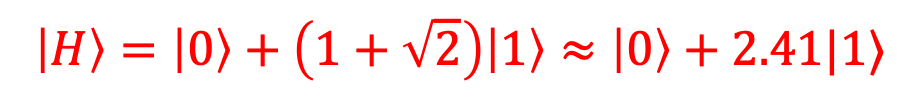 |H⟩ = |0⟩ + (1 + √2)|1⟩ ≈ |0⟩ + 2.41|1⟩